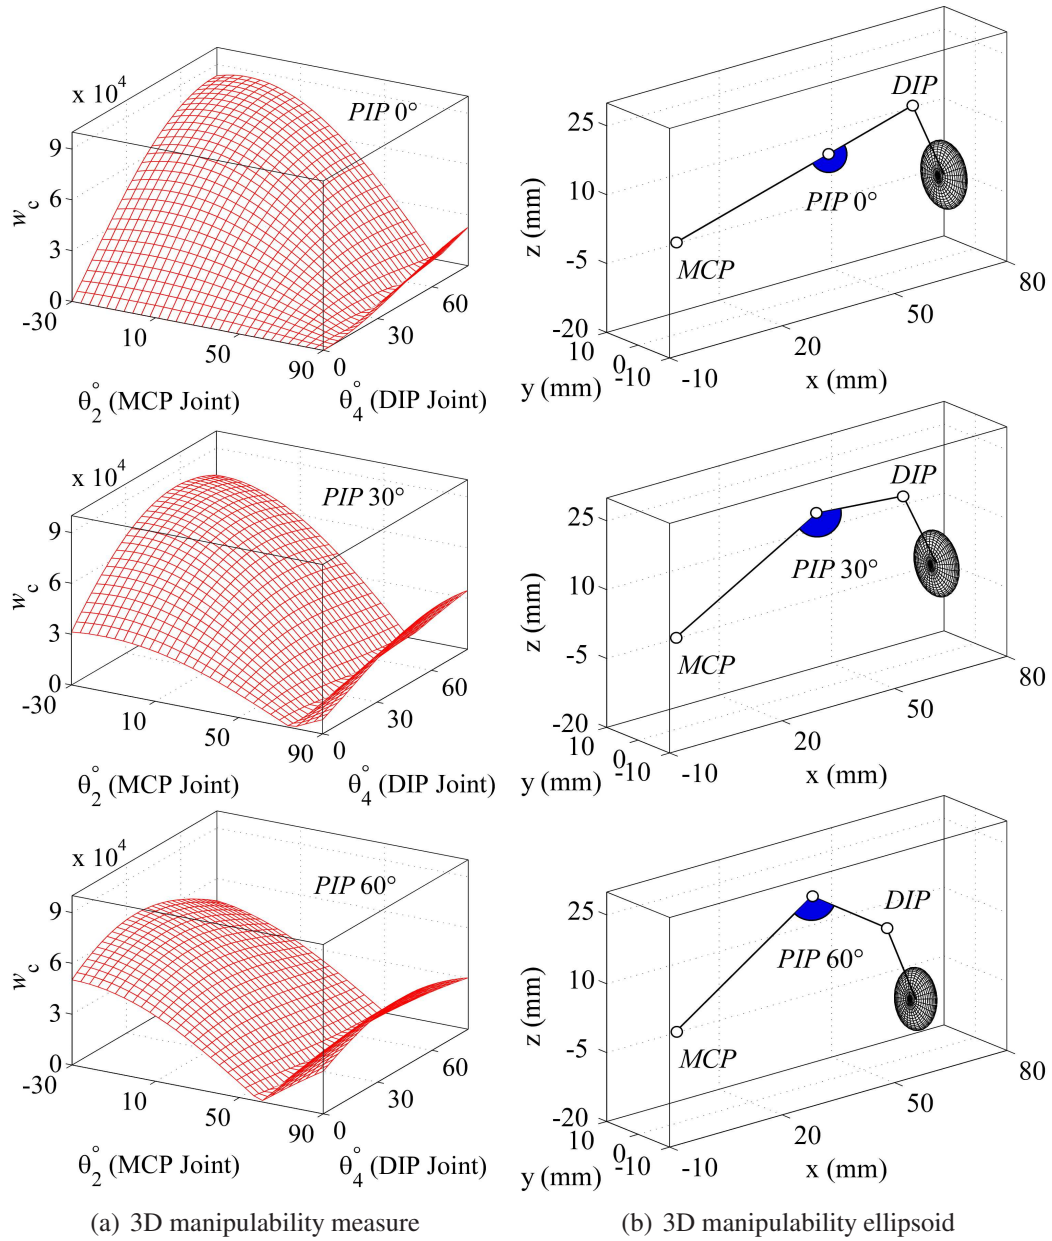 x 10^4
PIP 0°
9
6
3
0
w_c
-30
10
50
90
0
30
60
θ_2° (MCP Joint)
θ_4° (DIP Joint)
DIP
PIP 0°
MCP
25
10
-5
-20
z (mm)
10
0
-10
y (mm)
-10
20
50
80
x (mm)
x 10^4
PIP 30°
9
6
3
0
w_c
-30
10
50
90
0
30
60
θ_2° (MCP Joint)
θ_4° (DIP Joint)
DIP
PIP 30°
MCP
25
10
-5
-20
z (mm)
10
0
-10
y (mm)
-10
20
50
80
x (mm)
x 10^4
PIP 60°
9
6
3
0
w_c
-30
10
50
90
0
30
60
θ_2° (MCP Joint)
θ_4° (DIP Joint)
DIP
PIP 60°
MCP
25
10
-5
-20
z (mm)
10
0
-10
y (mm)
-10
20
50
80
x (mm)
(a) 3D manipulability measure
(b) 3D manipulability ellipsoid